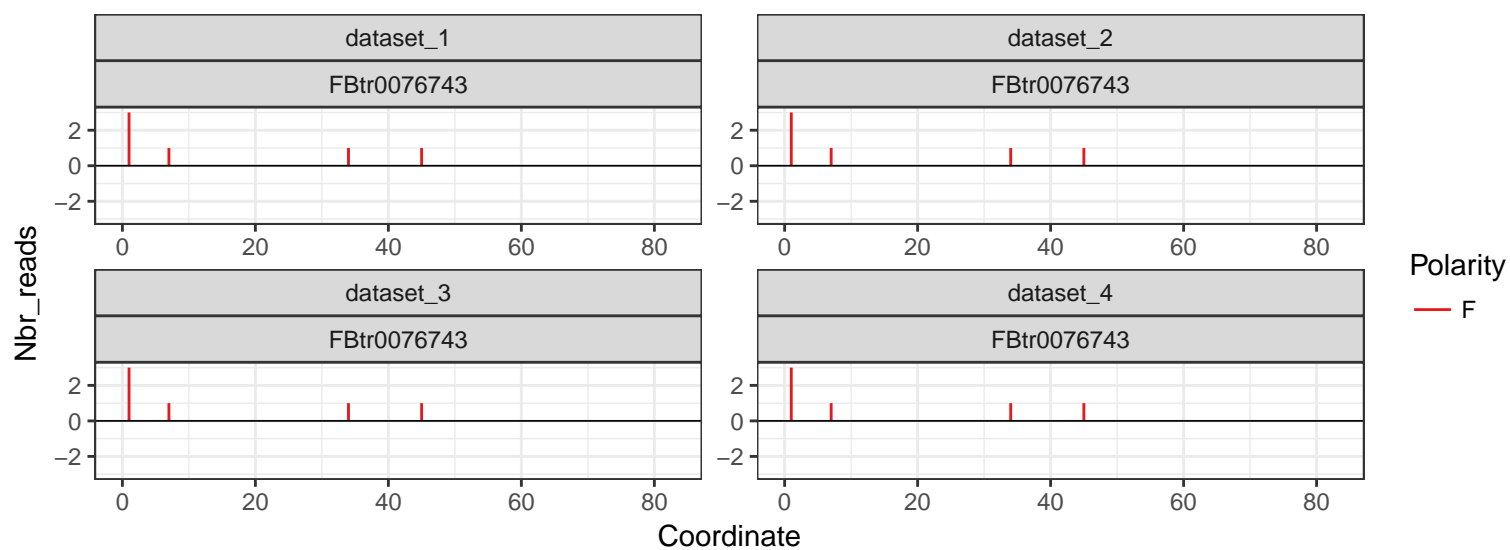 dataset_1
FBtr0076743
2
0
−2
0 20 40 60 80
dataset_2
FBtr0076743
2
0
−2
0 20 40 60 80
dataset_3
FBtr0076743
2
0
−2
0 20 40 60 80
dataset_4
FBtr0076743
2
0
−2
0 20 40 60 80
Nbr_reads
Coordinate
Polarity
F